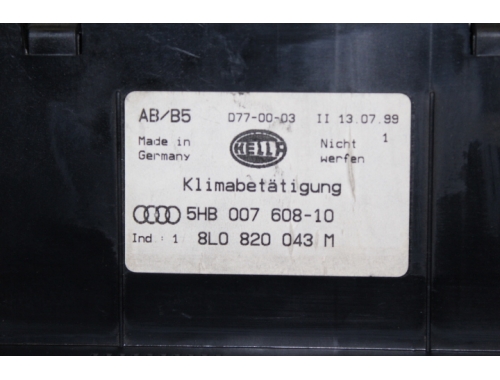 AB/B5 D77-00-03 II 13.07.99
Made in Germany HELLA Nicht werfen 1
Klimabetätigung
5HB 007 608-10
Ind.: 1: 8L0 820 043 M